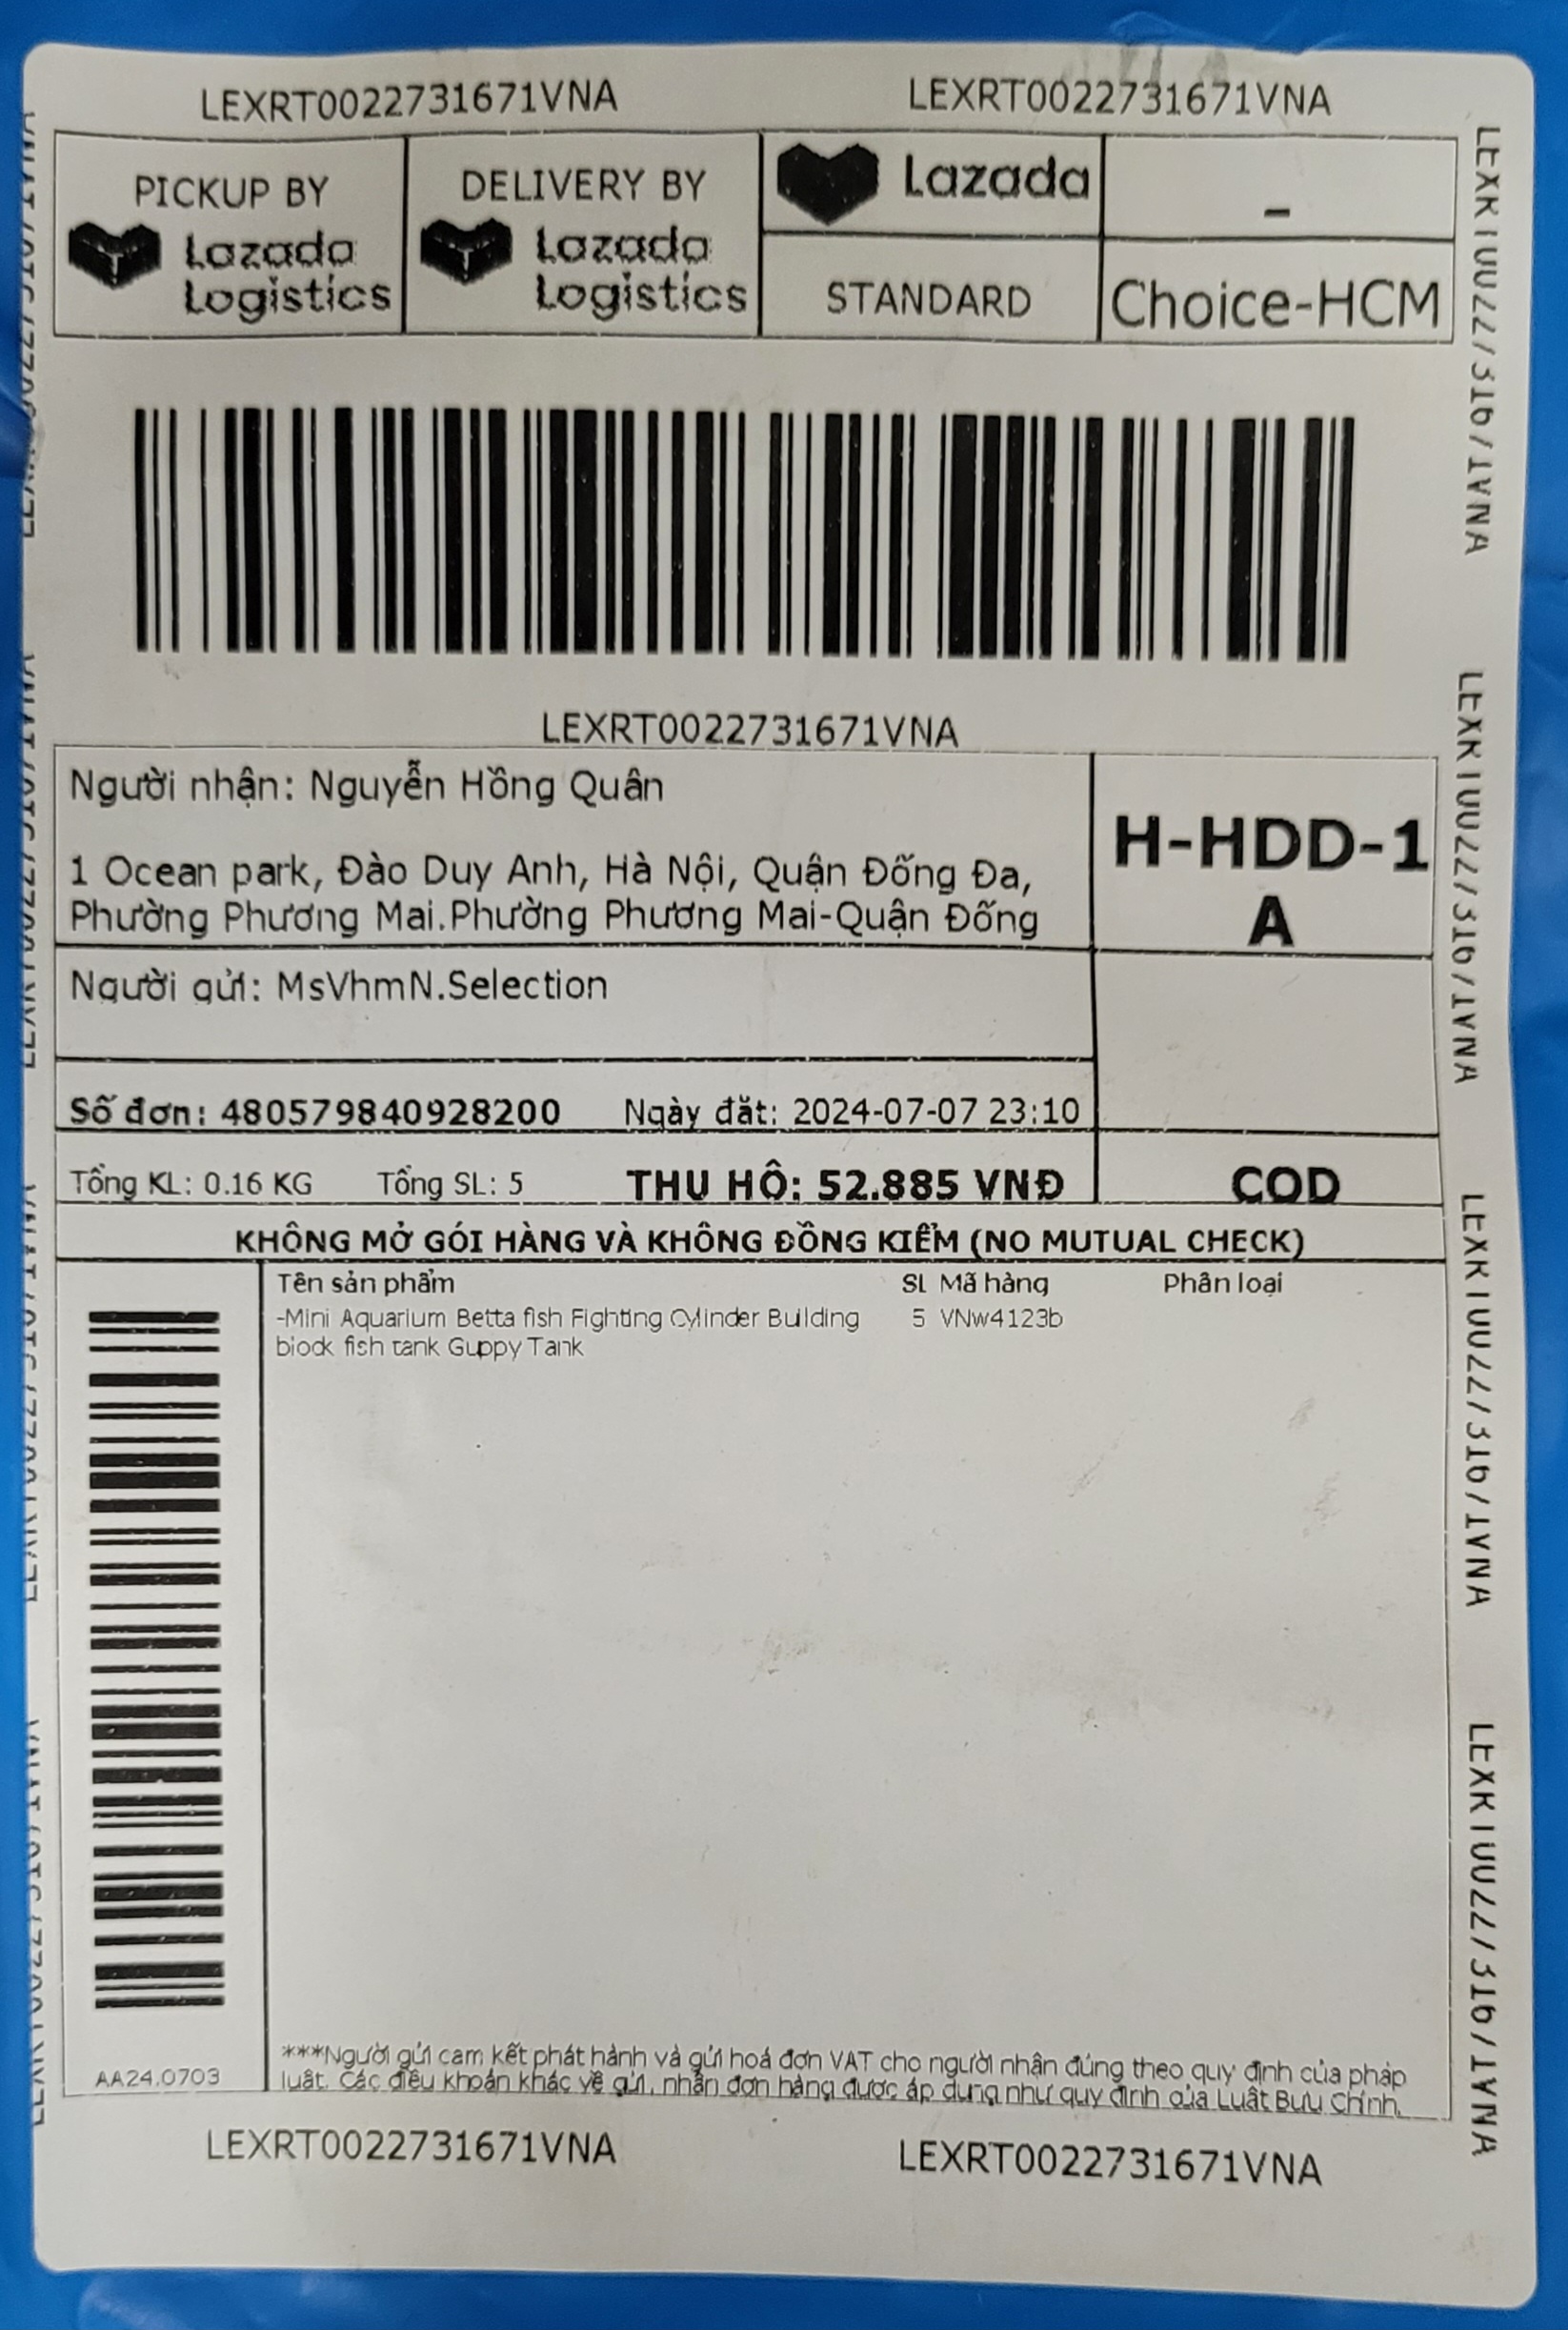 LEXRT0022731671VNA LEXRT0022731671VNA
PICKUP BY
Lazada
Logistics
DELIVERY BY
Lazada
Logistics
Lazada
-
STANDARD
Choice-HCM
LEXRT0022731671VNA
Người nhận: Nguyễn Hồng Quân
1 Ocean park, Đào Duy Anh, Hà Nội, Quận Đống Đa,
Phường Phương Mai.Phường Phương Mai-Quận Đống
H-HDD-1
A
Người gửi: MsVhmN.Selection
Số đơn: 480579840928200 Ngày đặt: 2024-07-07 23:10
Tổng KL: 0.16 KG Tổng SL: 5 THU HỘ: 52.885 VNĐ COD
KHÔNG MỞ GÓI HÀNG VÀ KHÔNG ĐỒNG KIỂM (NO MUTUAL CHECK)
Tên sản phẩm SL Mã hàng Phân loại
-Mini Aquarium Betta fish Fighting Cylinder Building 5 VNw4123b
block fish tank Guppy Tank
AA24.0703
***Người gửi cam kết phát hành và gửi hoá đơn VAT cho người nhận đúng theo quy định của pháp
luật. Các điều khoản khác về gửi, nhận đơn hàng được áp dụng như quy định của Luật Bưu Chính.
LEXRT0022731671VNA LEXRT0022731671VNA